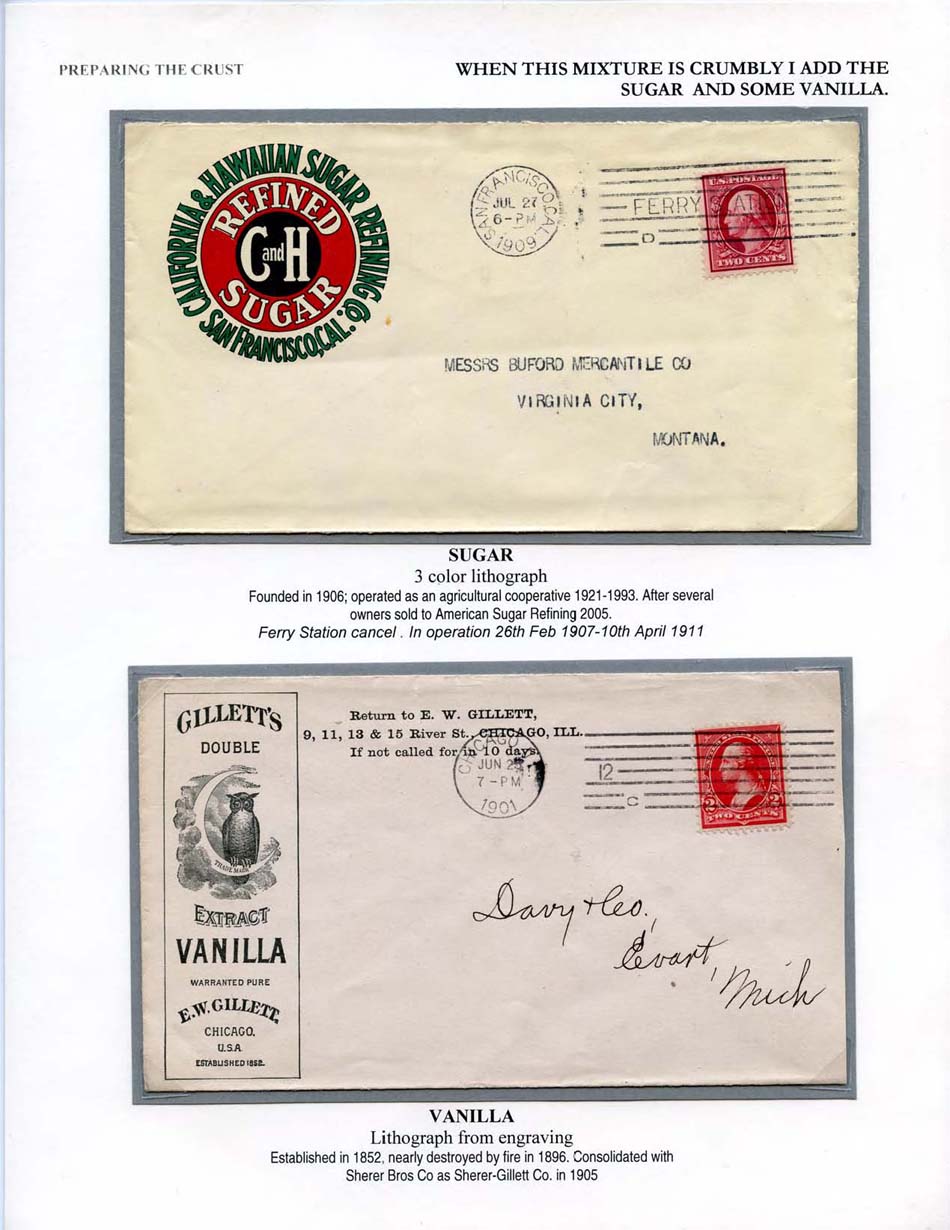 PREPARING THE CRUST
WHEN THIS MIXTURE IS CRUMBLY I ADD THE
SUGAR AND SOME VANILLA.
CALIFORNIA & HAWAIIAN SUGAR REFINING Co.
SAN FRANCISCO, CAL.
REFINED
C and H
SUGAR
SAN FRANCISCO, CAL.
JUL 27
6-PM
1909
FERRY STATION
D
U.S. POSTAGE
TWO CENTS
MESSRS BUFORD MERCANTILE CO
VIRGINIA CITY,
MONTANA.
SUGAR
3 color lithograph
Founded in 1906; operated as an agricultural cooperative 1921-1993. After several
owners sold to American Sugar Refining 2005.
Ferry Station cancel . In operation 26th Feb 1907-10th April 1911
GILLETT'S
DOUBLE
TRADE MARK
EXTRACT
VANILLA
WARRANTED PURE
E.W. GILLETT,
CHICAGO.
U.S.A.
ESTABLISHED 1852.
Return to E. W. GILLETT,
9, 11, 13 & 15 River St., CHICAGO, ILL.
If not called for in 10 days.
CHICAGO
JUN
7-PM
1901
12
C
2 2
TWO CENTS
Davy & Co.,
Evart,
Mich
VANILLA
Lithograph from engraving
Established in 1852, nearly destroyed by fire in 1896. Consolidated with
Sherer Bros Co as Sherer-Gillett Co. in 1905